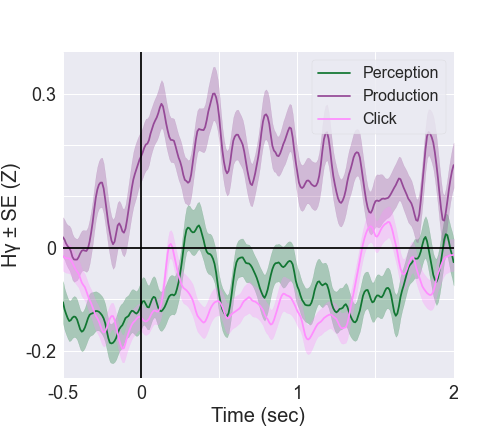 Perception
Production
Click
Hγ ± SE (Z)
0.3
0
-0.2
-0.5
0
1
2
Time (sec)